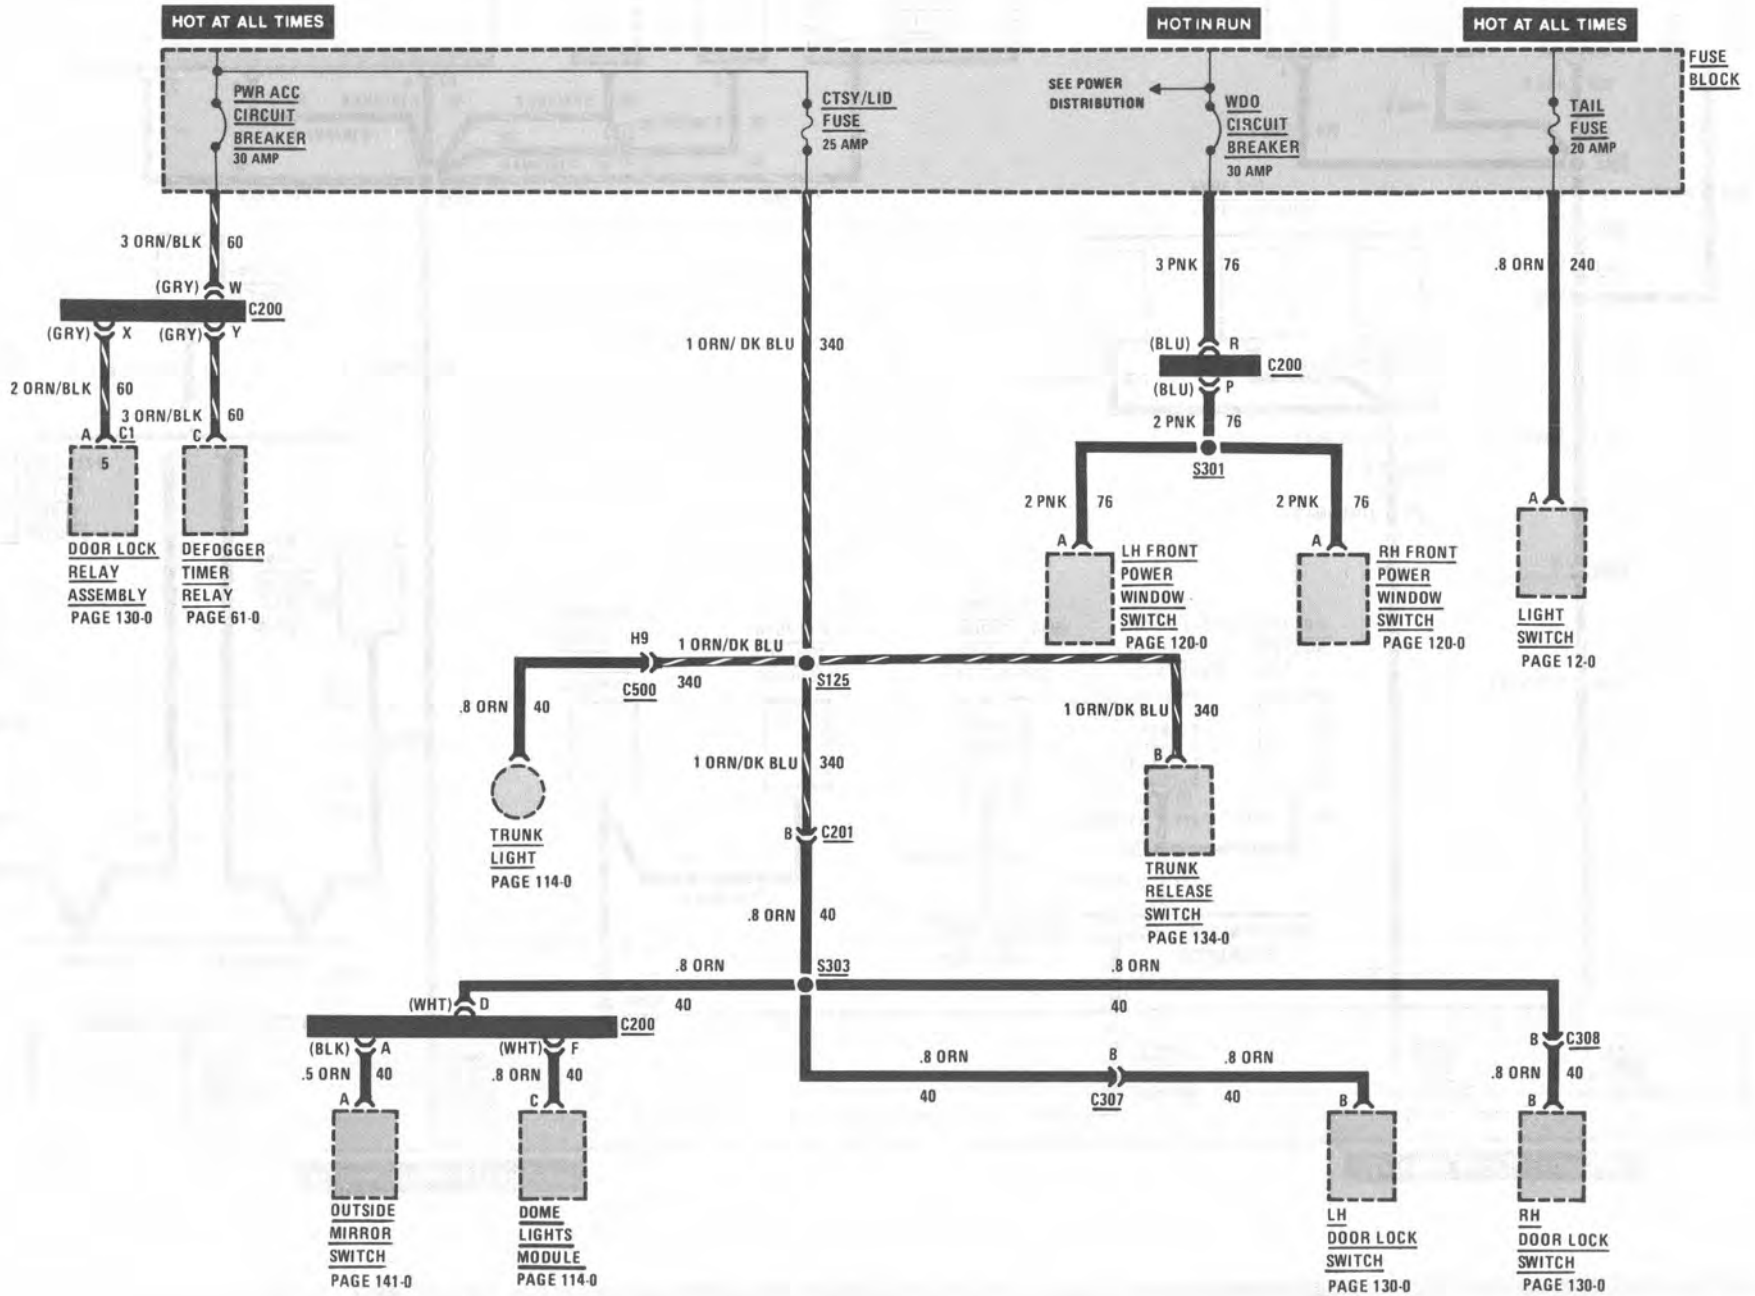 HOT AT ALL TIMES
HOT IN RUN
HOT AT ALL TIMES
FUSE
BLOCK
PWR ACC
CIRCUIT
BREAKER
30 AMP
CTSY/LID
FUSE
25 AMP
SEE POWER
DISTRIBUTION
WDO
CIRCUIT
BREAKER
30 AMP
TAIL
FUSE
20 AMP
3 ORN/BLK 60
(GRY) W
C200
(GRY) X (GRY) Y
2 ORN/BLK 60
3 ORN/BLK 60
A C1 C
5
DOOR LOCK
RELAY
ASSEMBLY
PAGE 130-0
DEFOGGER
TIMER
RELAY
PAGE 61-0
1 ORN/ DK BLU 340
3 PNK 76
(BLU) R
C200
(BLU) P
2 PNK 76
S301
2 PNK 76
2 PNK 76
A
LH FRONT
POWER
WINDOW
SWITCH
PAGE 120-0
A
RH FRONT
POWER
WINDOW
SWITCH
PAGE 120-0
.8 ORN 240
A
LIGHT
SWITCH
PAGE 12-0
H9
1 ORN/DK BLU
C500
340
S125
.8 ORN 40
TRUNK
LIGHT
PAGE 114-0
1 ORN/DK BLU 340
B
TRUNK
RELEASE
SWITCH
PAGE 134-0
1 ORN/DK BLU 340
B C201
.8 ORN 40
S303
.8 ORN
40
.8 ORN
40
(WHT) D
C200
(BLK) A (WHT) F
.5 ORN 40 .8 ORN 40
A C
OUTSIDE
MIRROR
SWITCH
PAGE 141-0
DOME
LIGHTS
MODULE
PAGE 114-0
.8 ORN B .8 ORN
40 C307 40
B
LH
DOOR LOCK
SWITCH
PAGE 130-0
B C308
.8 ORN 40
B
RH
DOOR LOCK
SWITCH
PAGE 130-0